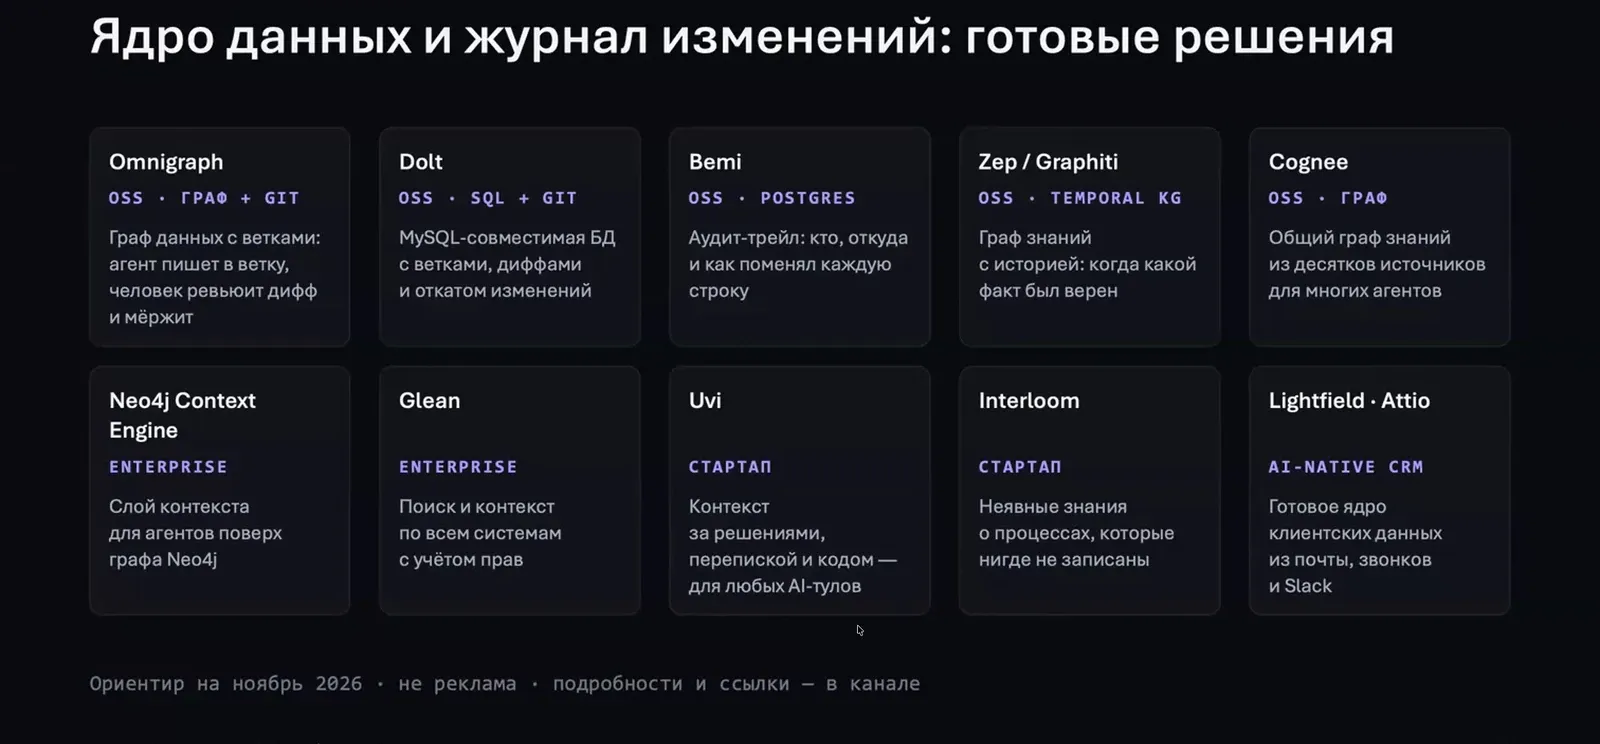 Ядро данных и журнал изменений: готовые решения
Omnigraph
OSS · ГРАФ + GIT
Граф данных с ветками:
агент пишет в ветку,
человек ревьюит дифф
и мёржит
Dolt
OSS · SQL + GIT
MySQL-совместимая БД
с ветками, диффами
и откатом изменений
Bemi
OSS · POSTGRES
Аудит-трейл: кто, откуда
и как поменял каждую
строку
Zep / Graphiti
OSS · TEMPORAL KG
Граф знаний
с историей: когда какой
факт был верен
Cognee
OSS · ГРАФ
Общий граф знаний
из десятков источников
для многих агентов
Neo4j Context
Engine
ENTERPRISE
Слой контекста
для агентов поверх
графа Neo4j
Glean
ENTERPRISE
Поиск и контекст
по всем системам
с учётом прав
Uvi
СТАРТАП
Контекст
за решениями,
перепиской и кодом —
для любых AI-тулов
Interloom
СТАРТАП
Неявные знания
о процессах, которые
нигде не записаны
Lightfield · Attio
AI-NATIVE CRM
Готовое ядро
клиентских данных
из почты, звонков
и Slack
Ориентир на ноябрь 2026 · не реклама · подробности и ссылки — в канале